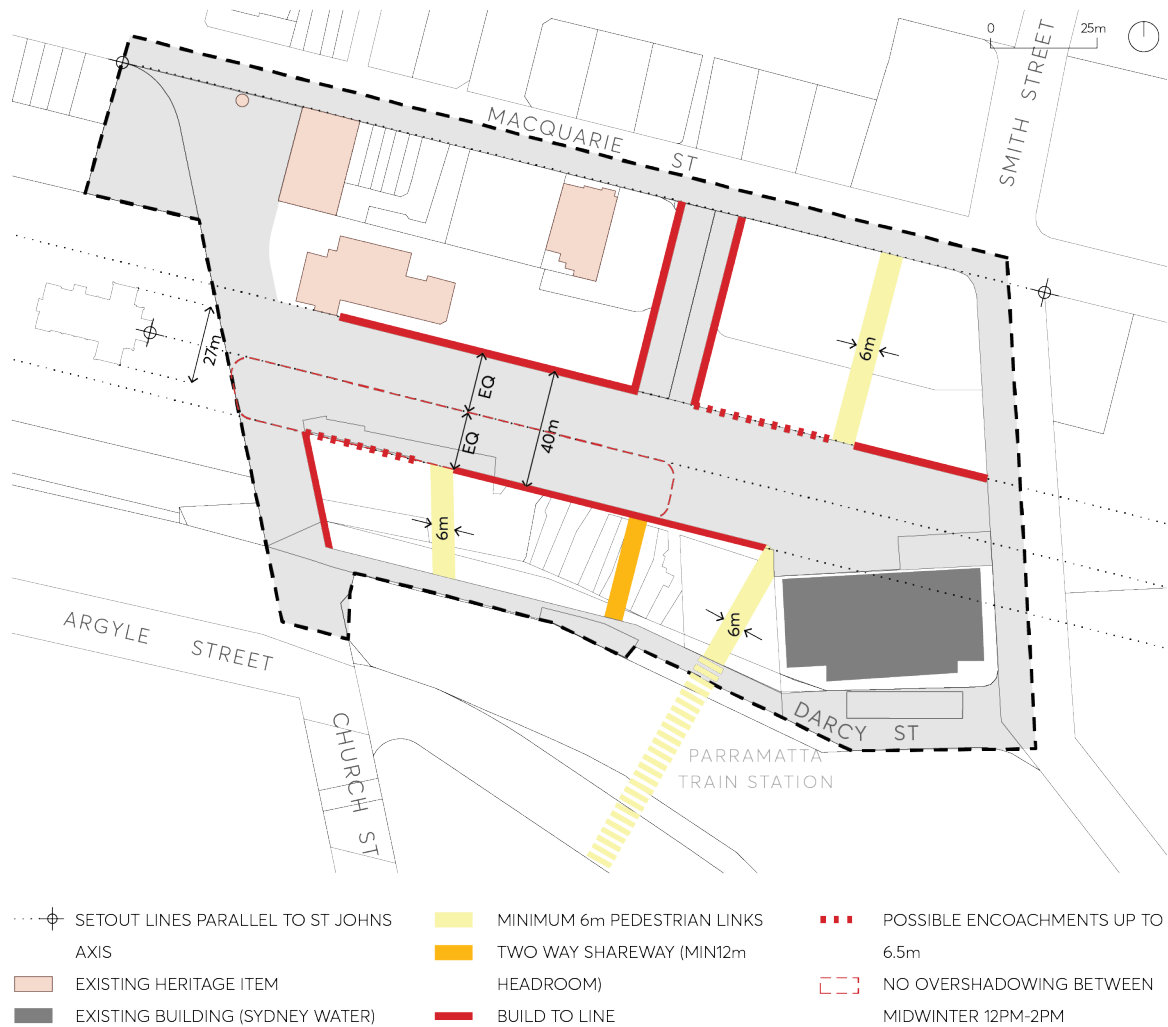 0 25m
SMITH STREET
MACQUARIE ST
6m
27m
EQ
40m
EQ
6m
6m
ARGYLE STREET
CHURCH ST
DARCY ST
PARRAMATTA
TRAIN STATION
SETOUT LINES PARALLEL TO ST JOHNS
AXIS
EXISTING HERITAGE ITEM
EXISTING BUILDING (SYDNEY WATER)
MINIMUM 6m PEDESTRIAN LINKS
TWO WAY SHAREWAY (MIN12m
HEADROOM)
BUILD TO LINE
POSSIBLE ENCOACHMENTS UP TO
6.5m
NO OVERSHADOWING BETWEEN
MIDWINTER 12PM-2PM